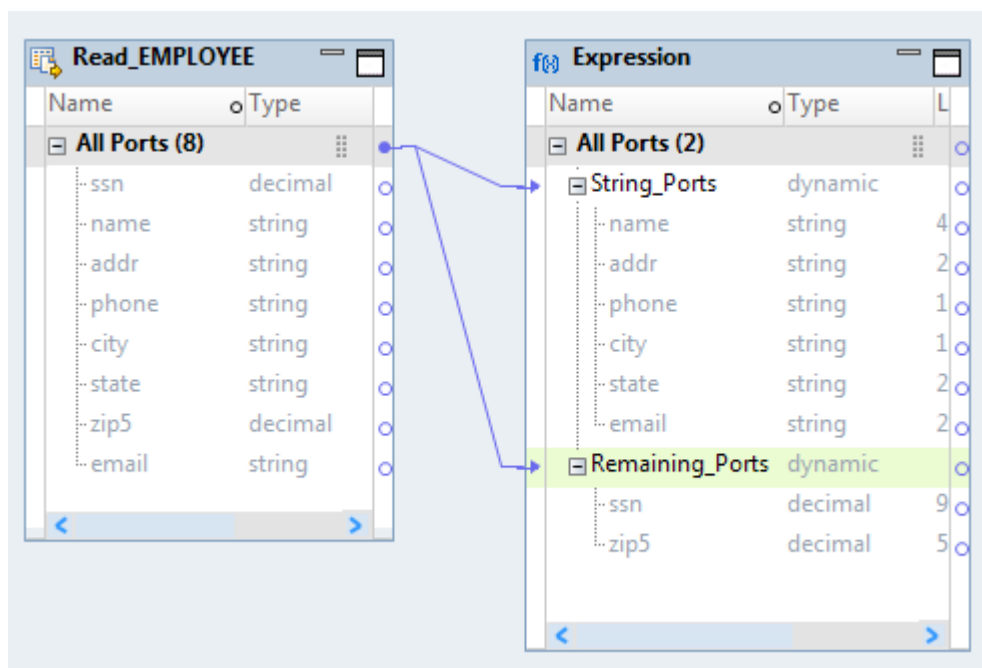 Read_EMPLOYEE
Name Type
All Ports (8)
ssn decimal
name string
addr string
phone string
city string
state string
zip5 decimal
email string
f(x) Expression
Name Type L
All Ports (2)
String_Ports dynamic
name string 4
addr string 2
phone string 1
city string 1
state string 2
email string 2
Remaining_Ports dynamic
ssn decimal 9
zip5 decimal 5